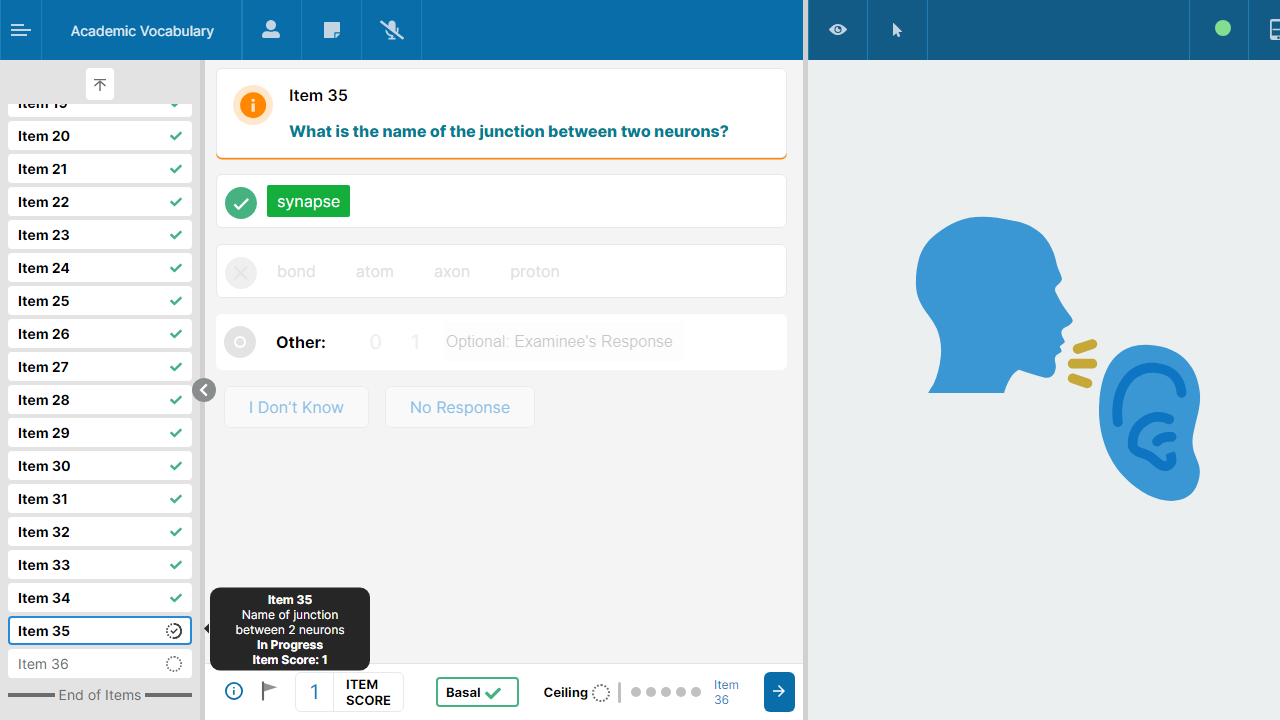 Academic Vocabulary
Item 19
Item 20
Item 21
Item 22
Item 23
Item 24
Item 25
Item 26
Item 27
Item 28
Item 29
Item 30
Item 31
Item 32
Item 33
Item 34
Item 35
Item 36
End of Items
Item 35
What is the name of the junction between two neurons?
synapse
bond atom axon proton
Other: 0 1 Optional: Examinee's Response
I Don't Know No Response
Item 35
Name of junction
between 2 neurons
In Progress
Item Score: 1
1 ITEM
SCORE
Basal
Ceiling
Item
36